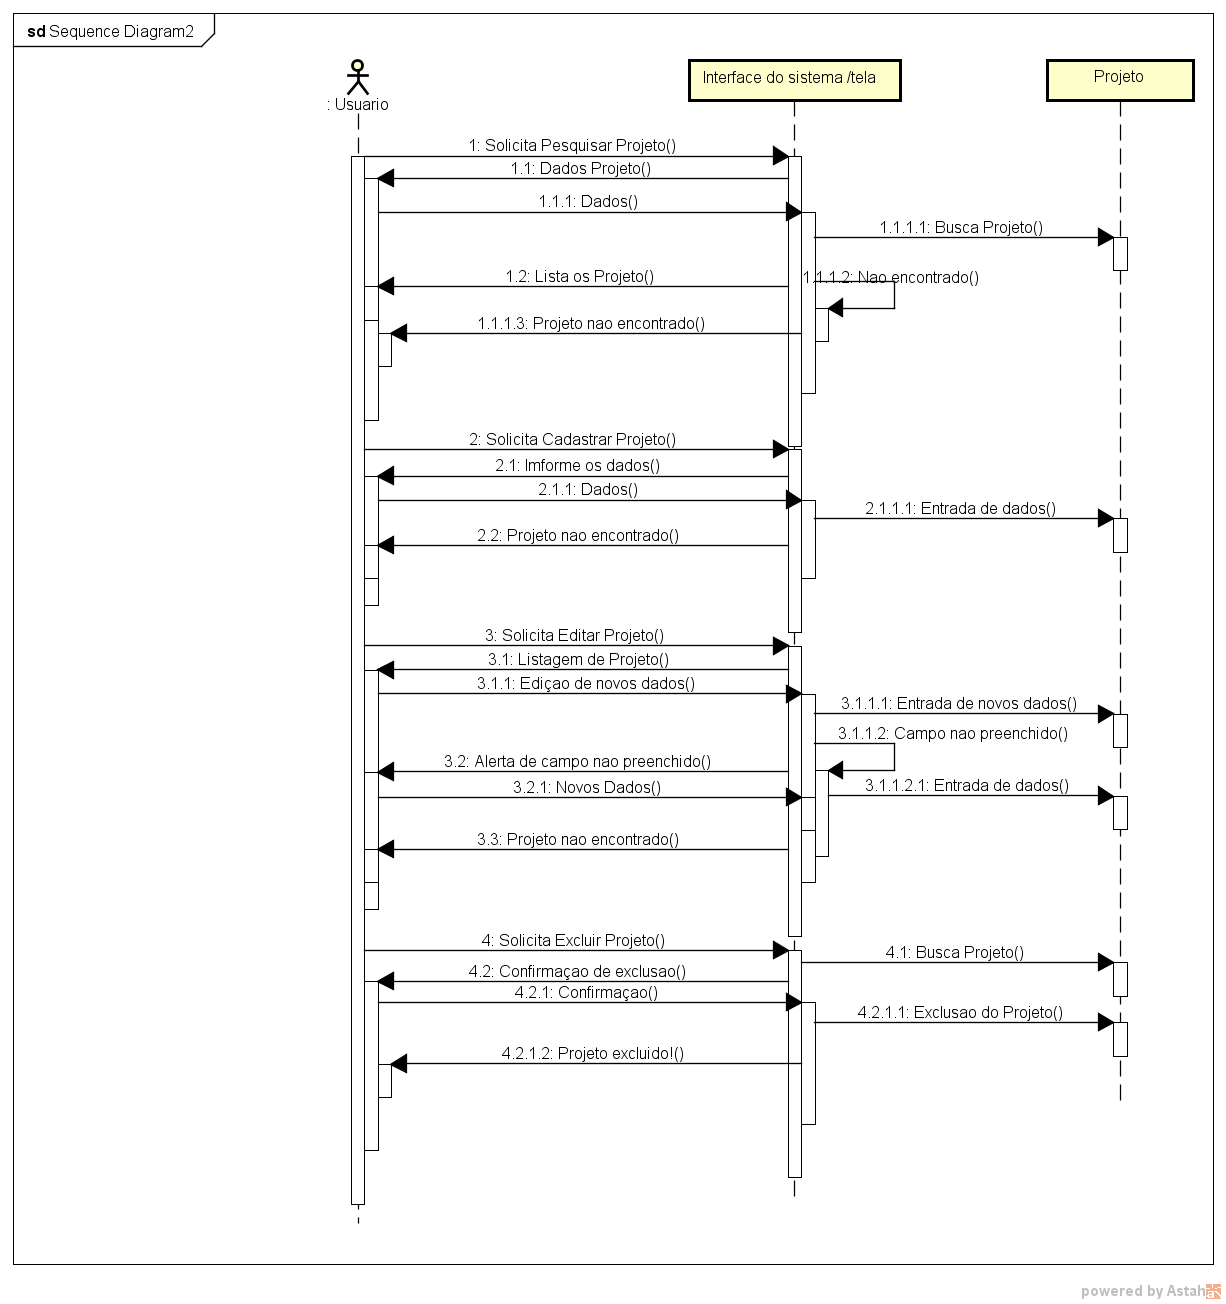 sd Sequence Diagram2
: Usuario
Interface do sistema /tela
Projeto
1: Solicita Pesquisar Projeto()
1.1: Dados Projeto()
1.1.1: Dados()
1.1.1.1: Busca Projeto()
1.2: Lista os Projeto()
1.1.1.2: Nao encontrado()
1.1.1.3: Projeto nao encontrado()
2: Solicita Cadastrar Projeto()
2.1: Imforme os dados()
2.1.1: Dados()
2.1.1.1: Entrada de dados()
2.2: Projeto nao encontrado()
3: Solicita Editar Projeto()
3.1: Listagem de Projeto()
3.1.1: Ediçao de novos dados()
3.1.1.1: Entrada de novos dados()
3.1.1.2: Campo nao preenchido()
3.2: Alerta de campo nao preenchido()
3.2.1: Novos Dados()
3.1.1.2.1: Entrada de dados()
3.3: Projeto nao encontrado()
4: Solicita Excluir Projeto()
4.1: Busca Projeto()
4.2: Confirmaçao de exclusao()
4.2.1: Confirmaçao()
4.2.1.1: Exclusao do Projeto()
4.2.1.2: Projeto excluido!()
powered by Astah